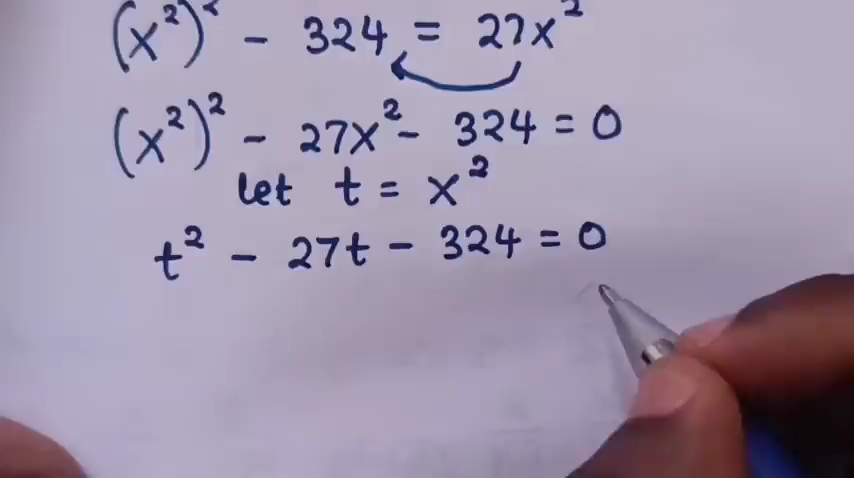 (x²)² - 324 = 27x²
(x²)² - 27x² - 324 = 0
let t = x²
t² - 27t - 324 = 0